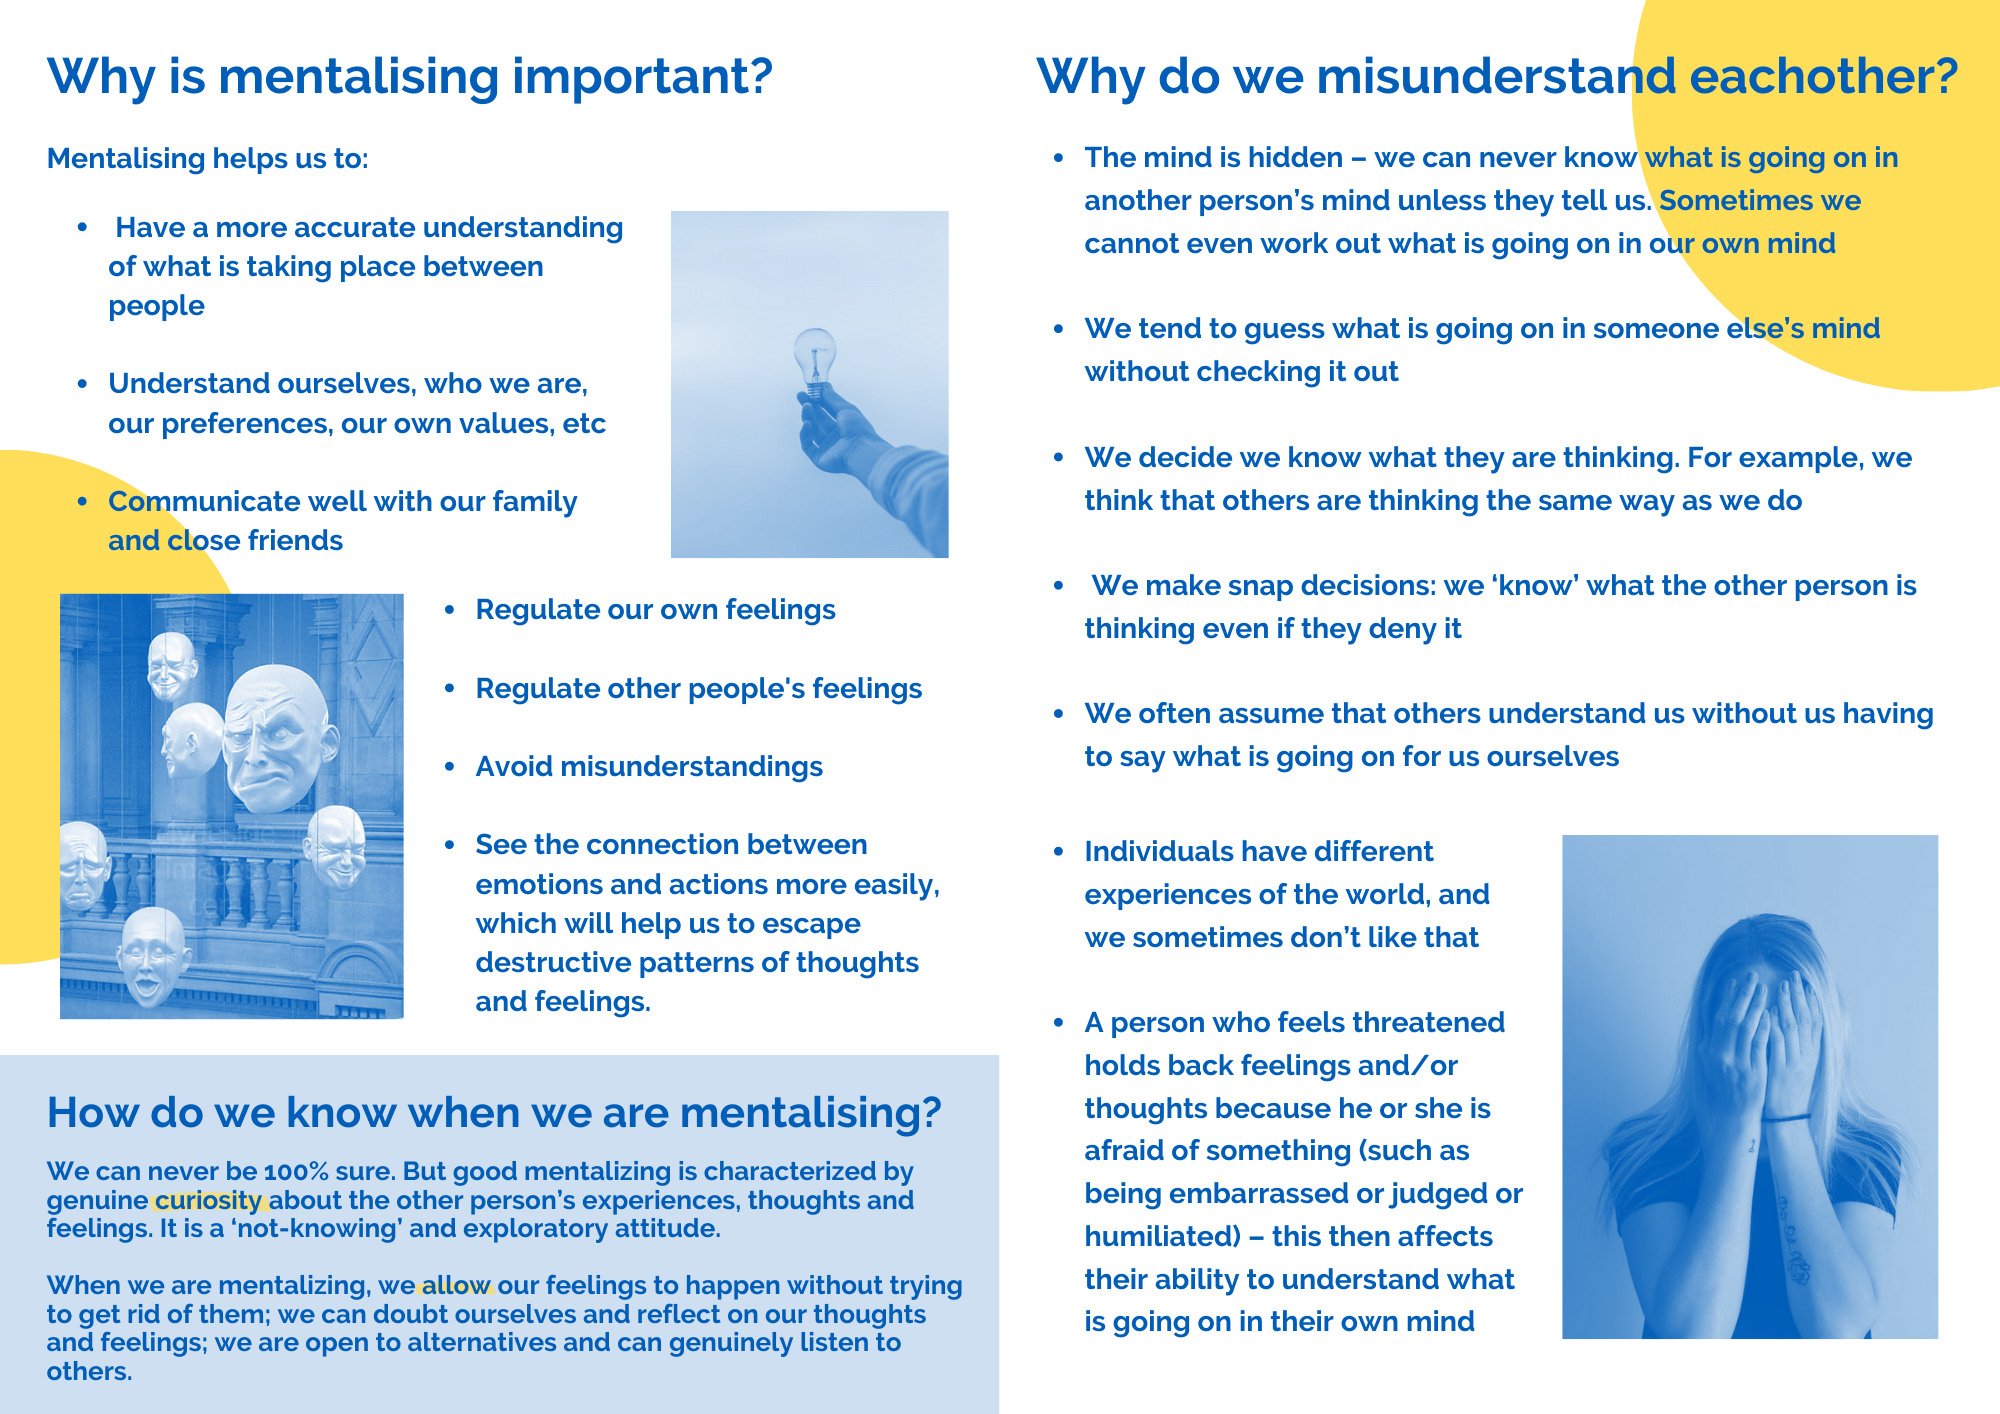 Why is mentalising important?
Mentalising helps us to:
• Have a more accurate understanding
of what is taking place between
people
• Understand ourselves, who we are,
our preferences, our own values, etc
• Communicate well with our family
and close friends
• Regulate our own feelings
• Regulate other people's feelings
• Avoid misunderstandings
• See the connection between
emotions and actions more easily,
which will help us to escape
destructive patterns of thoughts
and feelings.
How do we know when we are mentalising?
We can never be 100% sure. But good mentalizing is characterized by
genuine curiosity about the other person’s experiences, thoughts and
feelings. It is a ‘not-knowing’ and exploratory attitude.
When we are mentalizing, we allow our feelings to happen without trying
to get rid of them; we can doubt ourselves and reflect on our thoughts
and feelings; we are open to alternatives and can genuinely listen to
others.
Why do we misunderstand eachother?
• The mind is hidden – we can never know what is going on in
another person’s mind unless they tell us. Sometimes we
cannot even work out what is going on in our own mind
• We tend to guess what is going on in someone else’s mind
without checking it out
• We decide we know what they are thinking. For example, we
think that others are thinking the same way as we do
• We make snap decisions: we ‘know’ what the other person is
thinking even if they deny it
• We often assume that others understand us without us having
to say what is going on for us ourselves
• Individuals have different
experiences of the world, and
we sometimes don’t like that
• A person who feels threatened
holds back feelings and/or
thoughts because he or she is
afraid of something (such as
being embarrassed or judged or
humiliated) – this then affects
their ability to understand what
is going on in their own mind